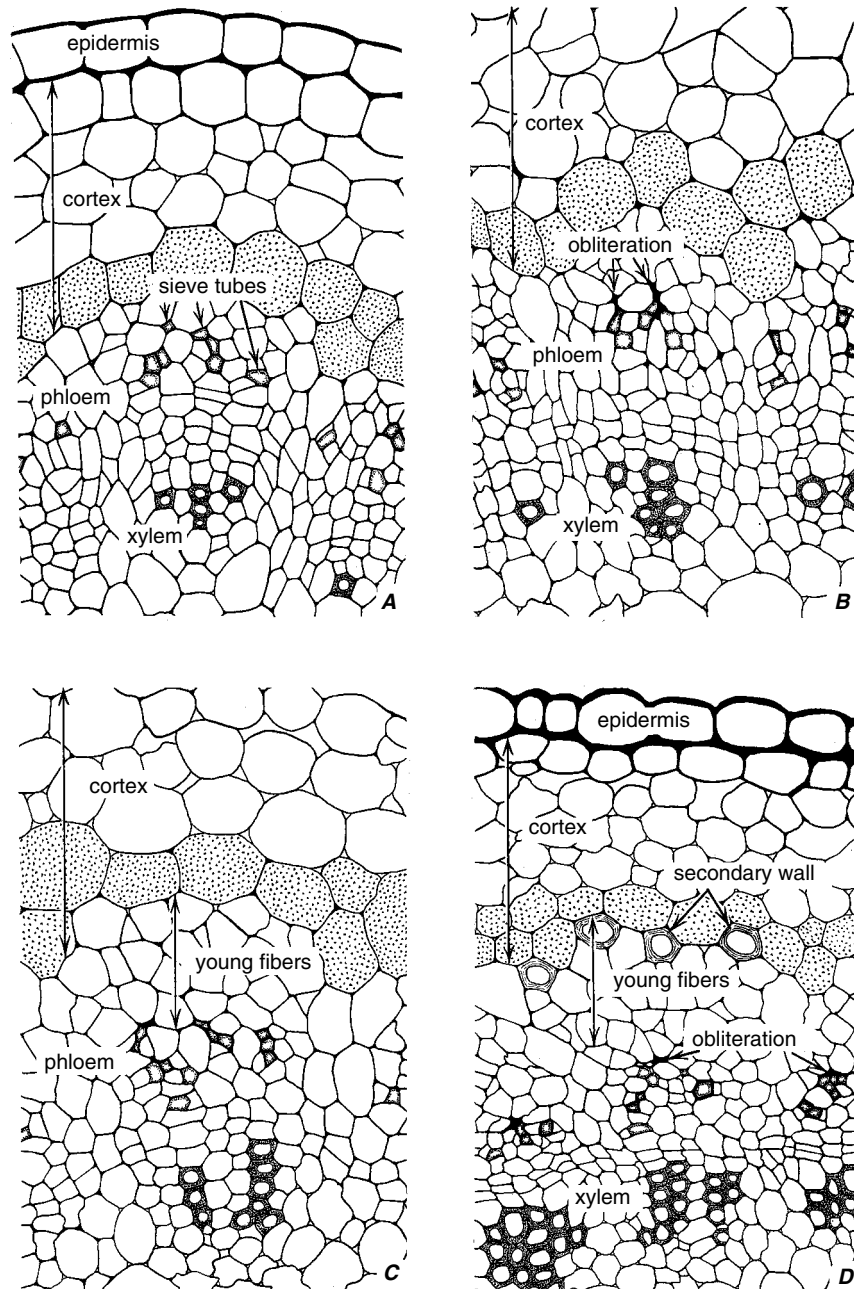 epidermis
cortex
sieve tubes
phloem
xylem
A
cortex
obliteration
phloem
xylem
B
cortex
young fibers
phloem
C
epidermis
cortex
secondary wall
young fibers
obliteration
xylem
D